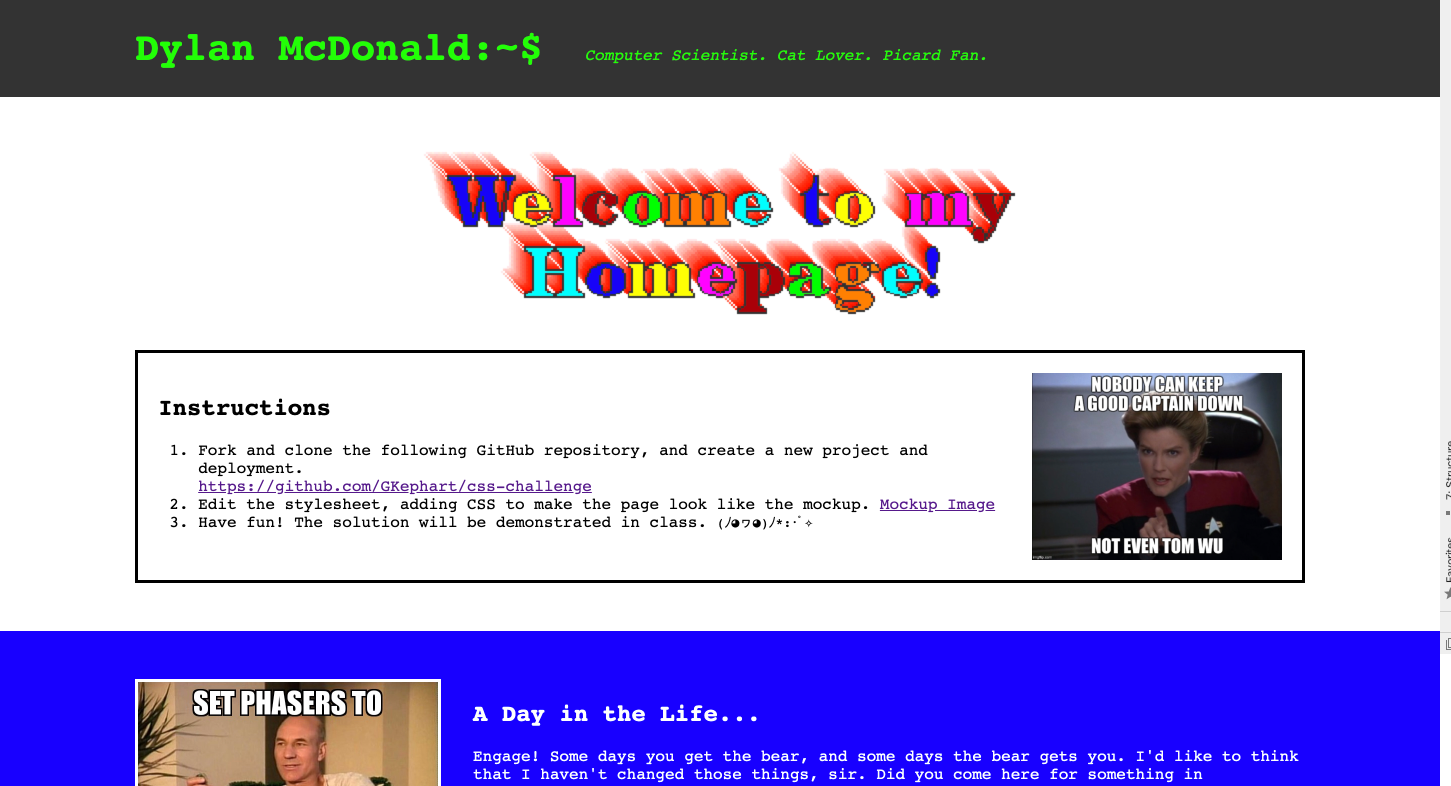 Dylan McDonald:~$
Computer Scientist. Cat Lover. Picard Fan.
Welcome to my
Homepage!
Instructions
1. Fork and clone the following GitHub repository, and create a new project and
deployment.
https://github.com/GKephart/css-challenge
2. Edit the stylesheet, adding CSS to make the page look like the mockup. Mockup Image
3. Have fun! The solution will be demonstrated in class. (ﾉ◕ヮ◕)ﾉ*:･ﾟ✧
NOBODY CAN KEEP
A GOOD CAPTAIN DOWN
NOT EVEN TOM WU
imgflip.com
7: Structure
Favorites
SET PHASERS TO
A Day in the Life...
Engage! Some days you get the bear, and some days the bear gets you. I'd like to think
that I haven't changed those things, sir. Did you come here for something in